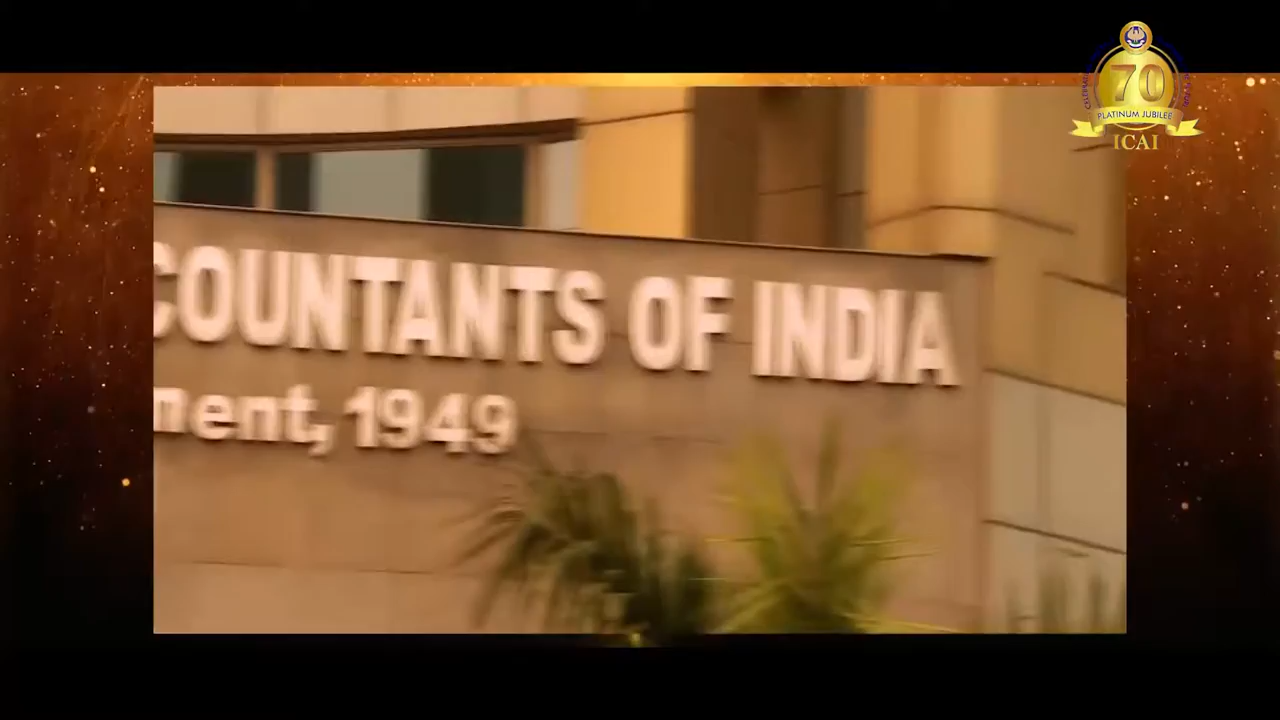 70
PLATINUM JUBILEE
ICAI
COUNTANTS OF INDIA
ment, 1949